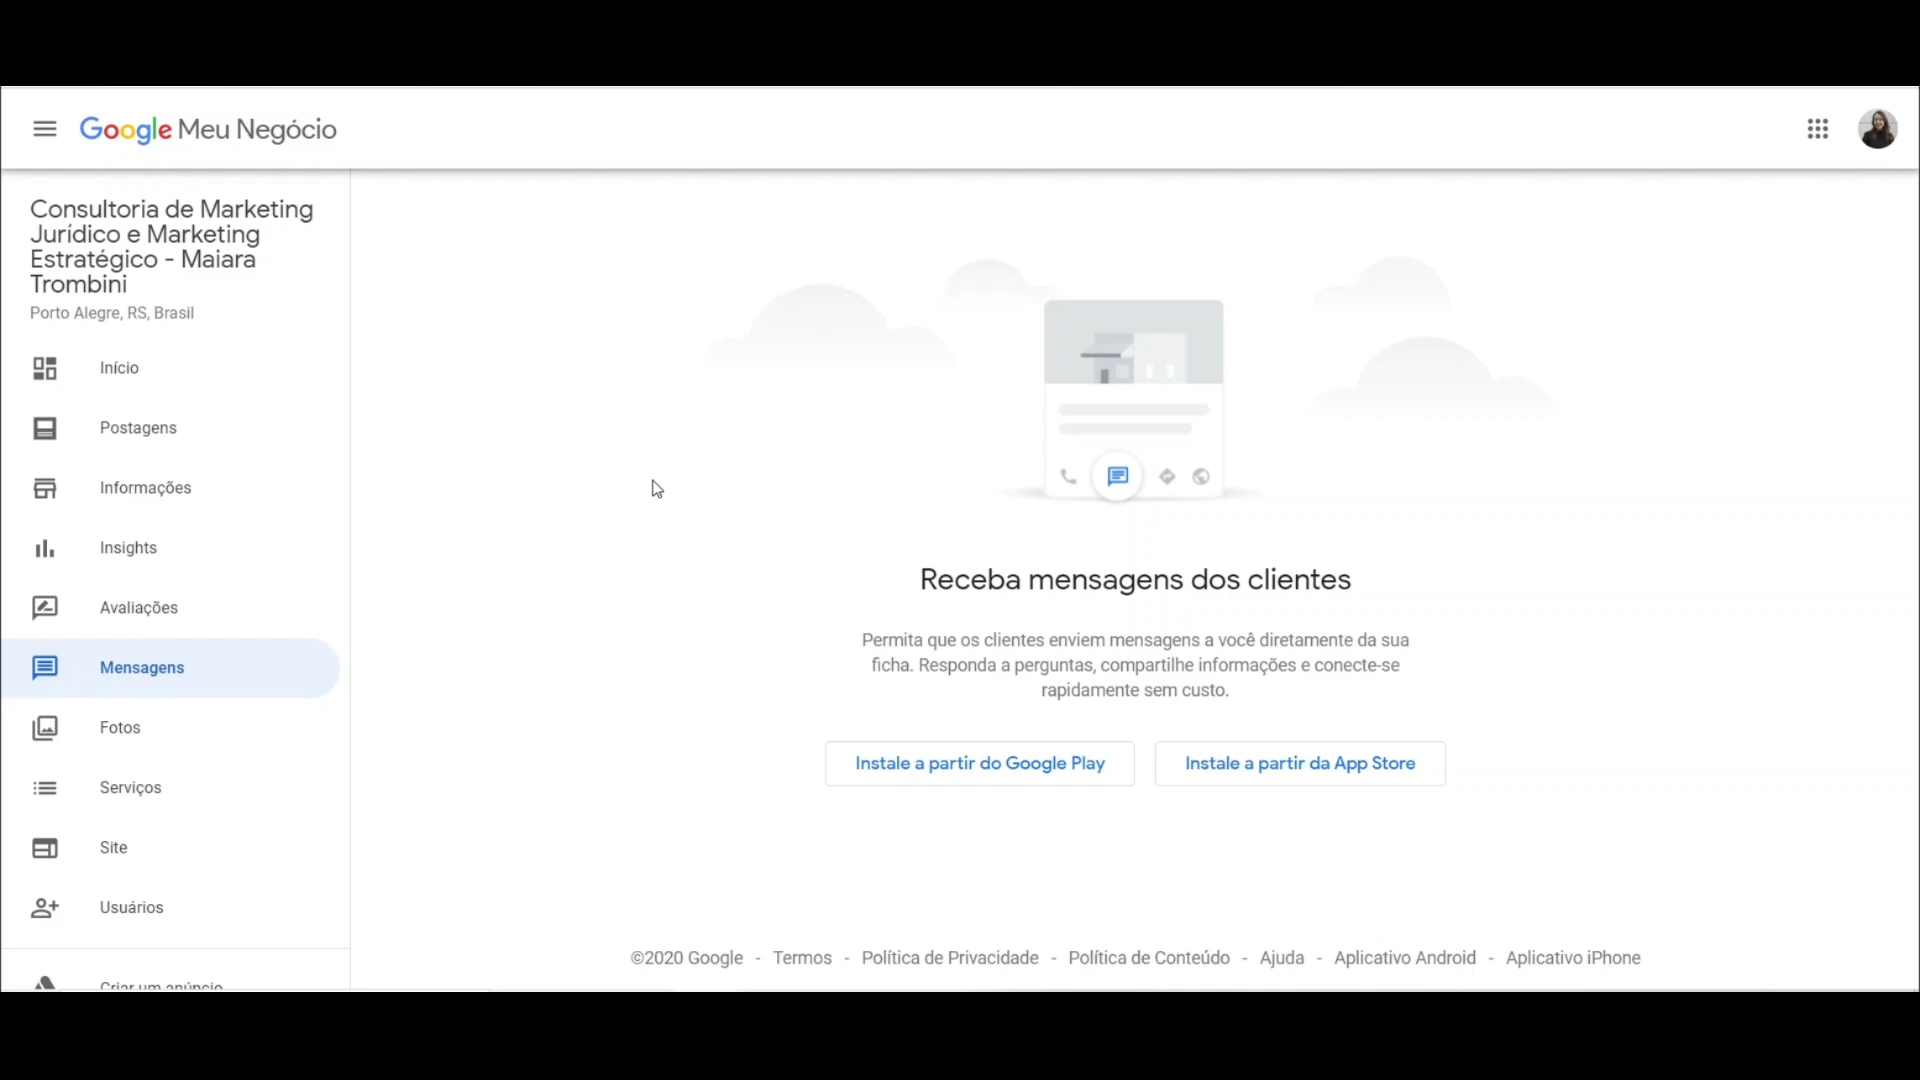 Google Meu Negócio
Consultoria de Marketing
Jurídico e Marketing
Estratégico - Maiara
Trombini
Porto Alegre, RS, Brasil
Início
Postagens
Informações
Insights
Avaliações
Mensagens
Fotos
Serviços
Site
Usuários
Criar um anúncio
Receba mensagens dos clientes
Permita que os clientes enviem mensagens a você diretamente da sua
ficha. Responda a perguntas, compartilhe informações e conecte-se
rapidamente sem custo.
Instale a partir do Google Play
Instale a partir da App Store
©2020 Google - Termos - Política de Privacidade - Política de Conteúdo - Ajuda - Aplicativo Android - Aplicativo iPhone